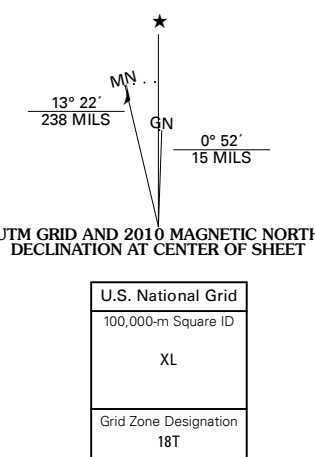 ★
MN
13° 22´
238 MILS
GN
0° 52´
15 MILS
UTM GRID AND 2010 MAGNETIC NORTH
DECLINATION AT CENTER OF SHEET
U.S. National Grid
100,000-m Square ID
XL
Grid Zone Designation
18T